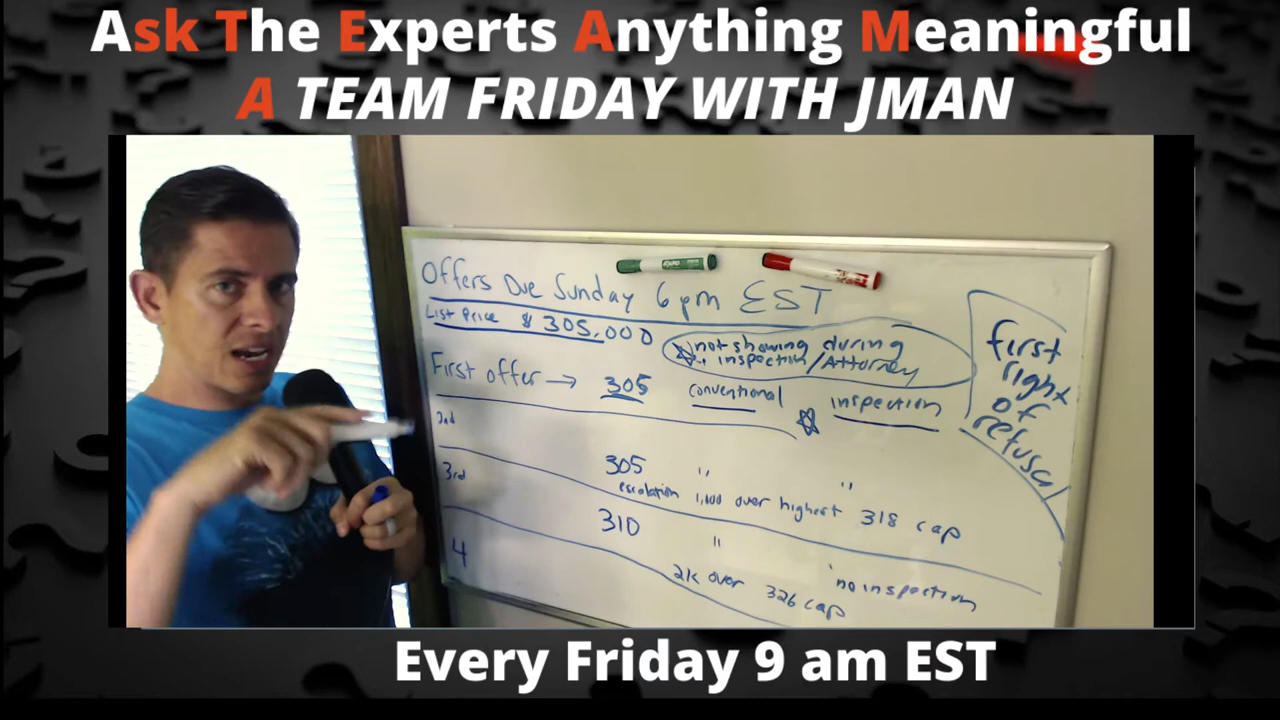 Ask The Experts Anything Meaningful
A TEAM FRIDAY WITH JMAN
Offers Due Sunday 6pm EST
List Price $ 305,000
not showing during
inspection/Attorney
first
right
of
refusal
First offer → 305 conventional inspection
2nd
305 " "
escalation 1,000 over highest 318 cap
3rd
310 " no inspection
2k over 326 cap
4
Every Friday 9 am EST